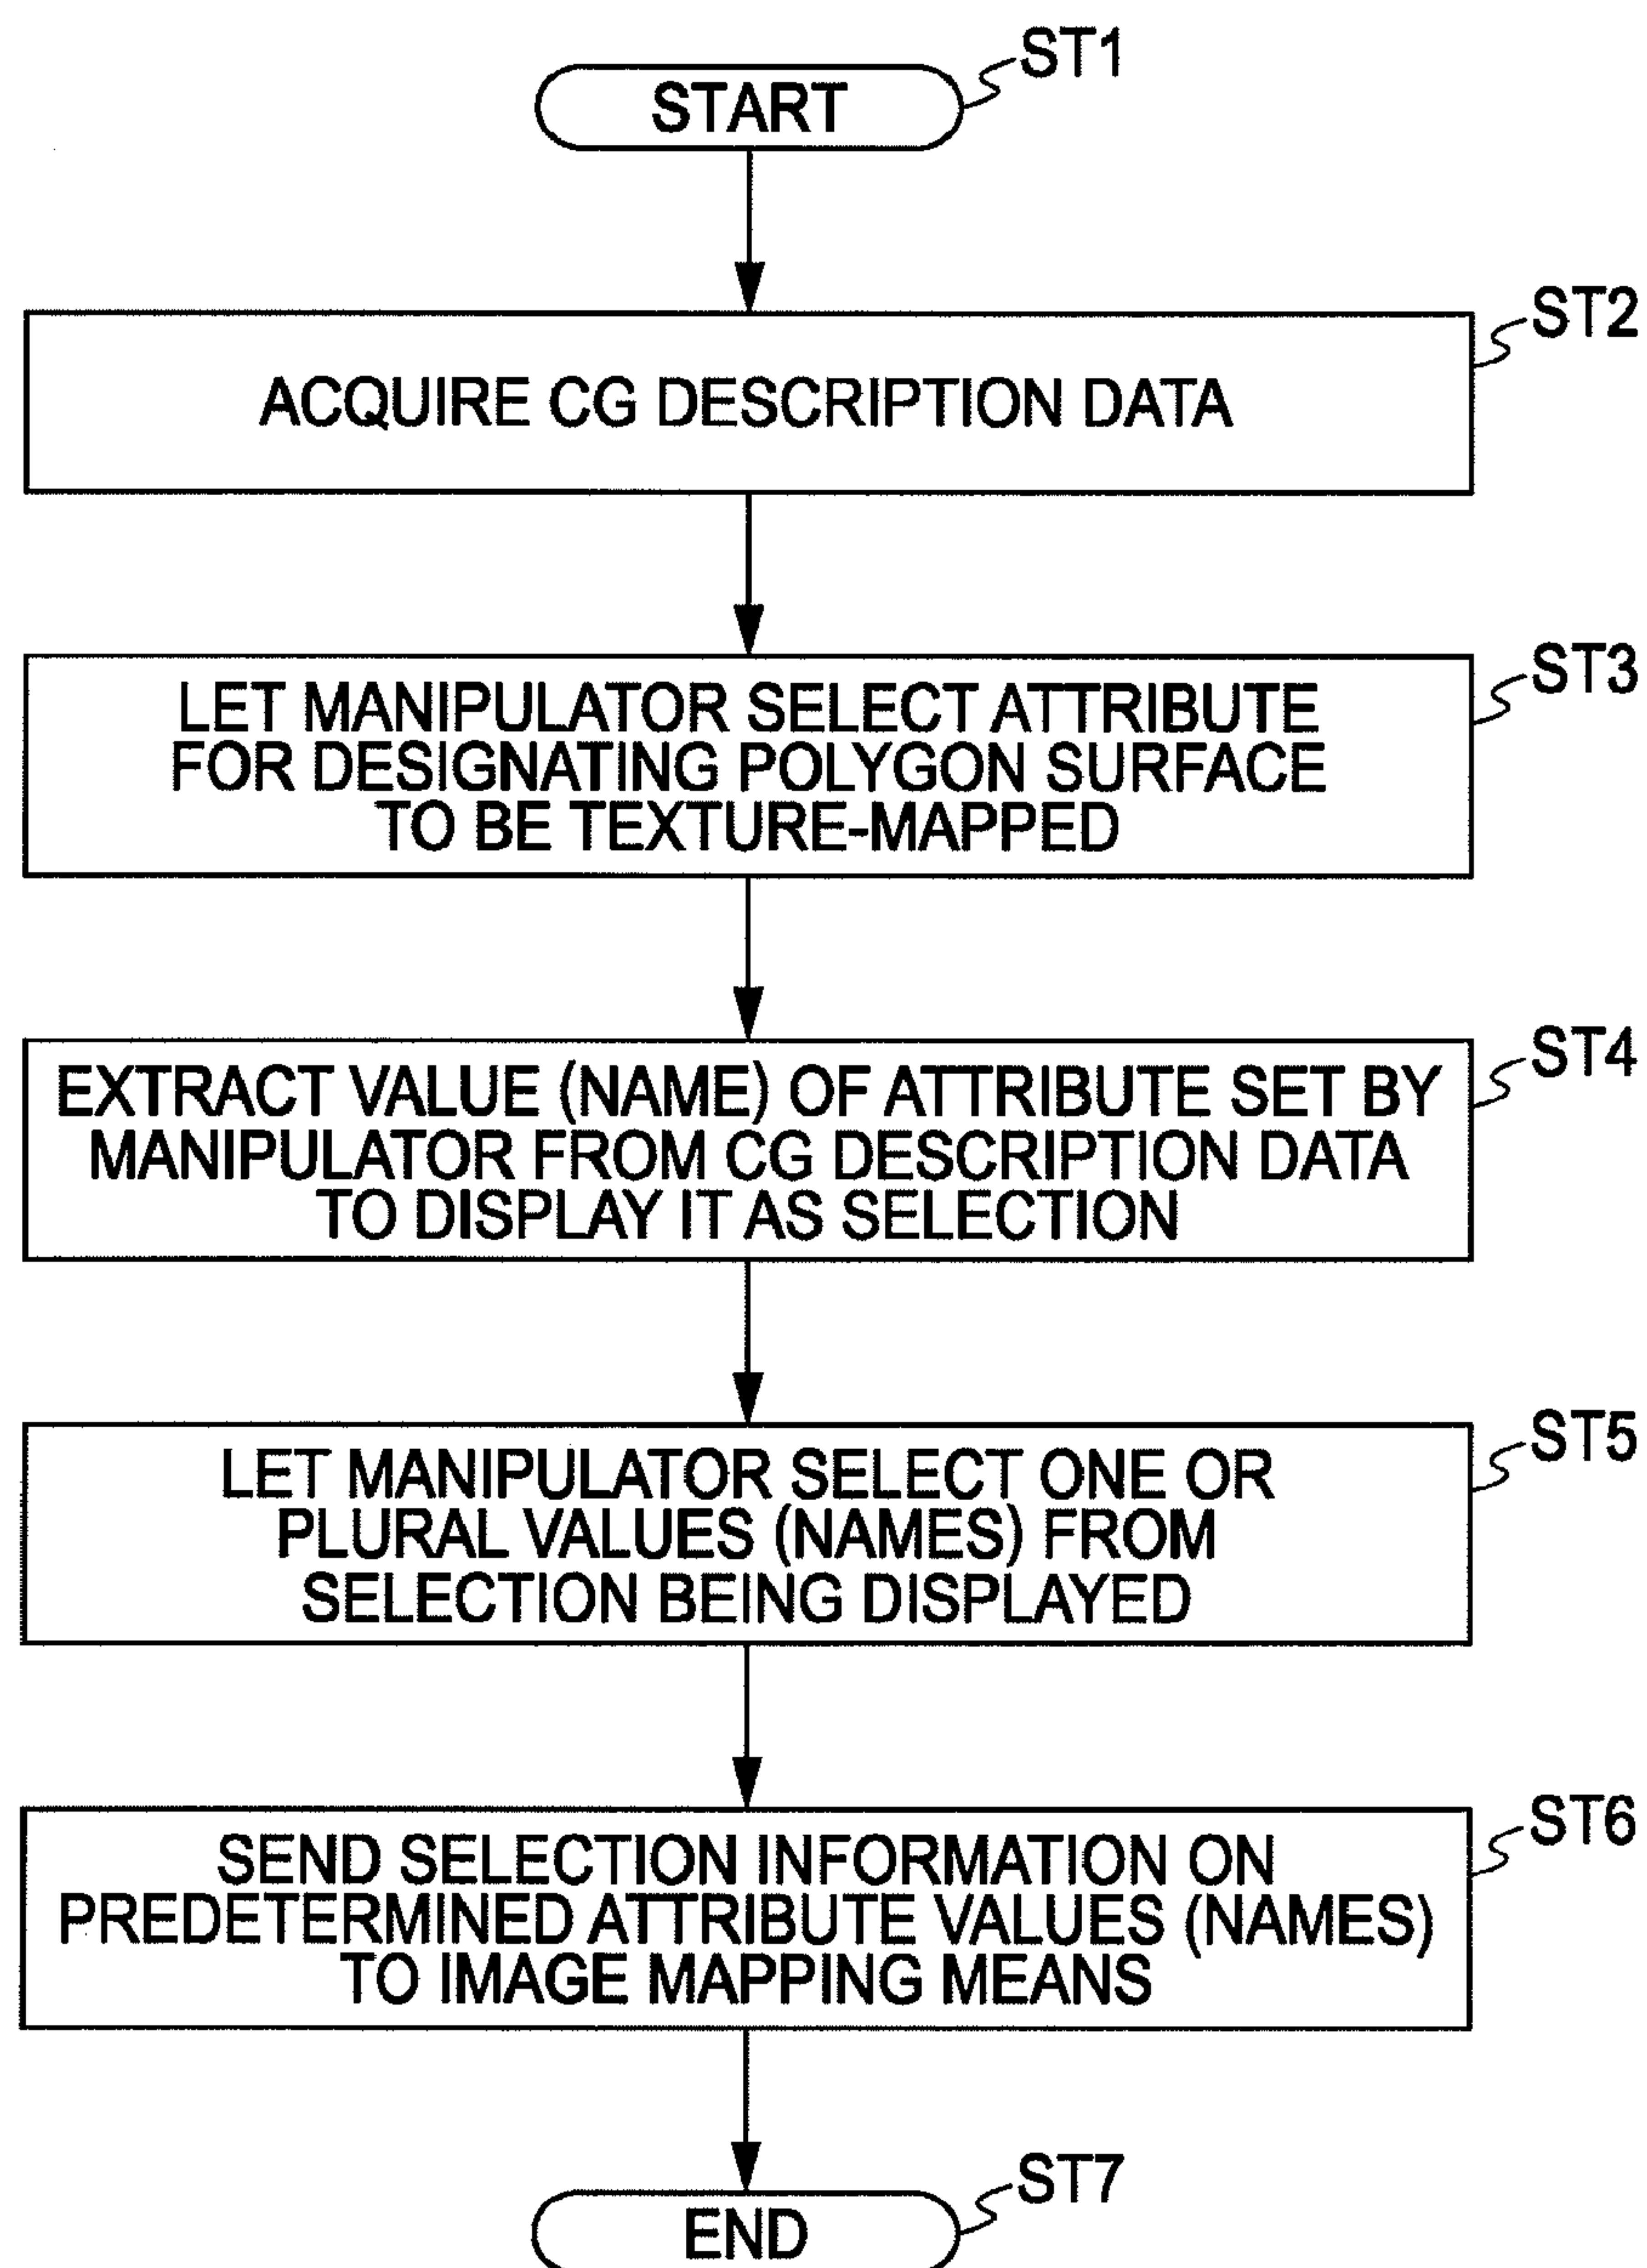 ST1
START
ST2
ACQUIRE CG DESCRIPTION DATA
ST3
LET MANIPULATOR SELECT ATTRIBUTE
FOR DESIGNATING POLYGON SURFACE
TO BE TEXTURE-MAPPED
ST4
EXTRACT VALUE (NAME) OF ATTRIBUTE SET BY
MANIPULATOR FROM CG DESCRIPTION DATA
TO DISPLAY IT AS SELECTION
ST5
LET MANIPULATOR SELECT ONE OR
PLURAL VALUES (NAMES) FROM
SELECTION BEING DISPLAYED
ST6
SEND SELECTION INFORMATION ON
PREDETERMINED ATTRIBUTE VALUES (NAMES)
TO IMAGE MAPPING MEANS
ST7
END